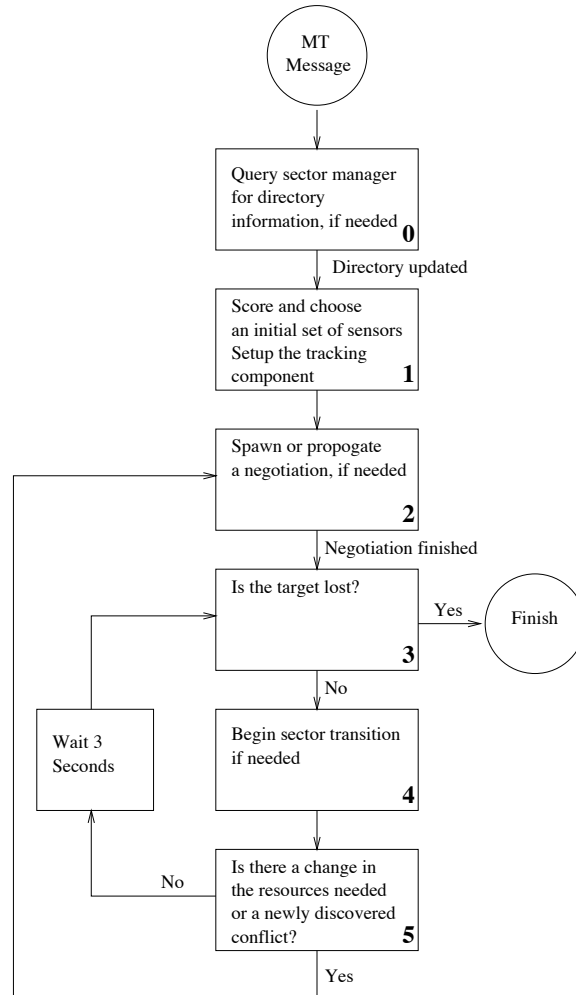 MT
Message
Query sector manager
for directory
information, if needed
0
Directory updated
Score and choose
an initial set of sensors
Setup the tracking
component
1
Spawn or propogate
a negotiation, if needed
2
Negotiation finished
Is the target lost?
3
Yes
Finish
No
Begin sector transition
if needed
4
Wait 3
Seconds
Is there a change in
the resources needed
or a newly discovered
conflict?
5
No
Yes